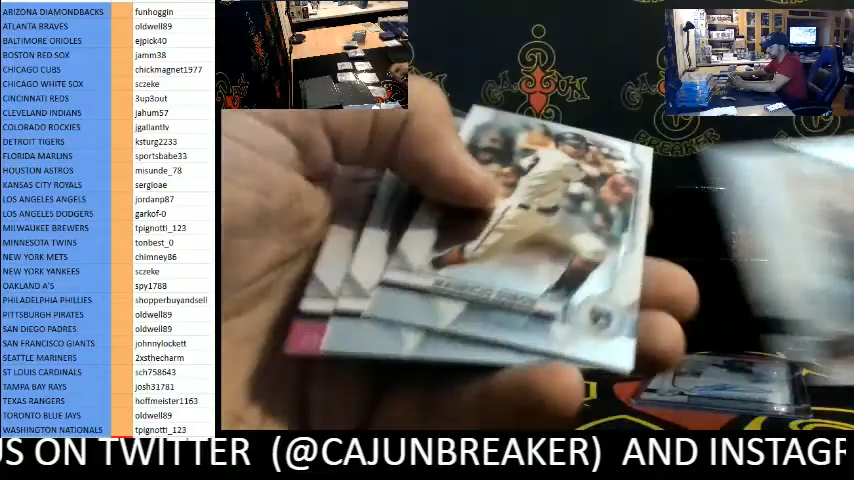 ARIZONA DIAMONDBACKS funhoggin
ATLANTA BRAVES oldwell89
BALTIMORE ORIOLES ejpick40
BOSTON RED SOX jamm38
CHICAGO CUBS chickmagnet1977
CHICAGO WHITE SOX sczeke
CINCINNATI REDS 3up3out
CLEVELAND INDIANS jahum57
COLORADO ROCKIES jgallantlv
DETROIT TIGERS ksturg2233
FLORIDA MARLINS sportsbabe33
HOUSTON ASTROS misunde_78
KANSAS CITY ROYALS sergioae
LOS ANGELES ANGELS jordanp87
LOS ANGELES DODGERS garkof-0
MILWAUKEE BREWERS tpignotti_123
MINNESOTA TWINS tonbest_0
NEW YORK METS chimney86
NEW YORK YANKEES sczeke
OAKLAND A'S spy1788
PHILADELPHIA PHILLIES shopperbuyandsell
PITTSBURGH PIRATES oldwell89
SAN DIEGO PADRES oldwell89
SAN FRANCISCO GIANTS johnnylockett
SEATTLE MARINERS 2xsthecharm
ST LOUIS CARDINALS sch758643
TAMPA BAY RAYS josh31781
TEXAS RANGERS hoffmeister1163
TORONTO BLUE JAYS oldwell89
WASHINGTON NATIONALS tpignotti_123
CAJUN
BREAKER
US ON TWITTER (@CAJUNBREAKER) AND INSTAGR